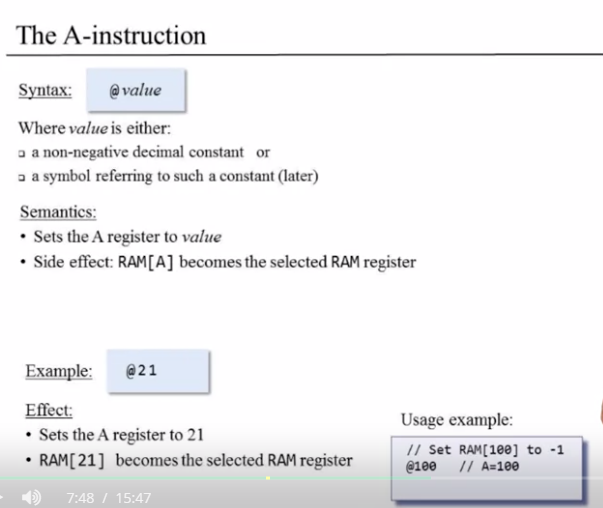 The A-instruction
Syntax: @value
Where value is either:
❑ a non-negative decimal constant or
❑ a symbol referring to such a constant (later)
Semantics:
• Sets the A register to value
• Side effect: RAM[A] becomes the selected RAM register
Example: @21
Effect:
• Sets the A register to 21
• RAM[21] becomes the selected RAM register
Usage example:
// Set RAM[100] to -1
@100 // A=100
7:48 / 15:47